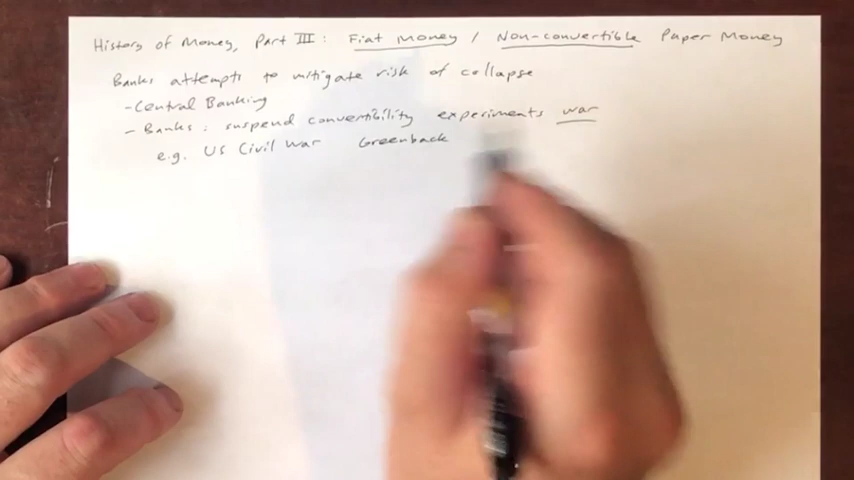 History of Money, Part III: Fiat Money / Non-convertible Paper Money
Banks attempts to mitigate risk of collapse
- Central Banking
- Banks: suspend convertibility experiments war
e.g. US Civil War Greenback